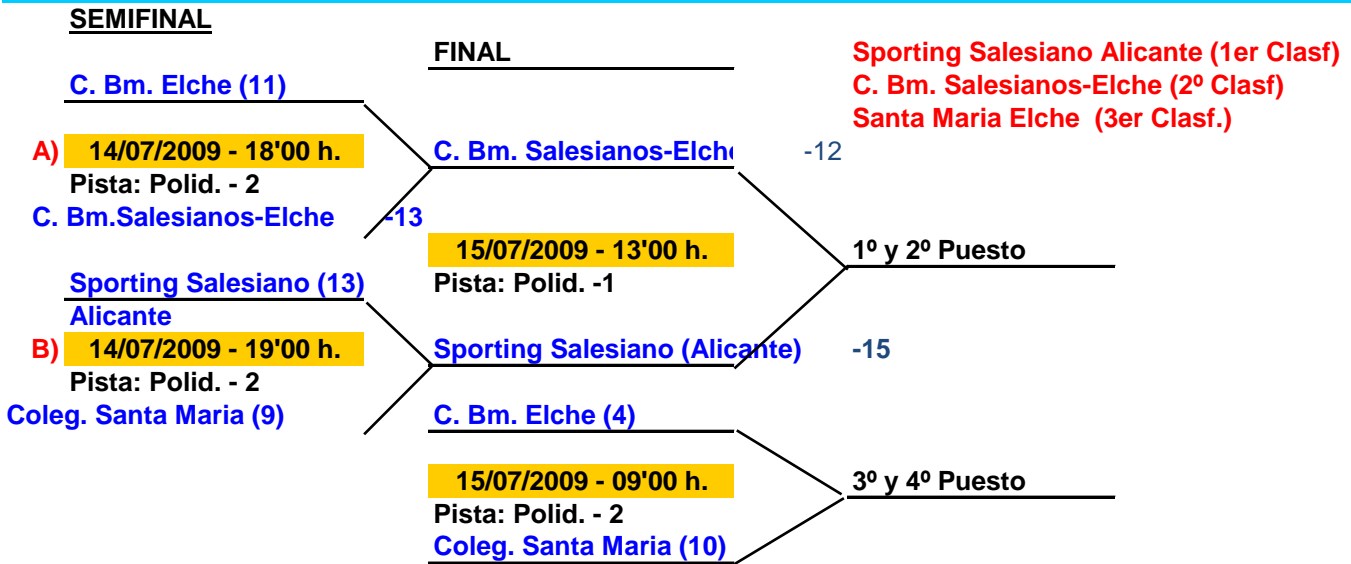 SEMIFINAL
FINAL
Sporting Salesiano Alicante (1er Clasf)
C. Bm. Elche (11)
C. Bm. Salesianos-Elche (2º Clasf)
Santa Maria Elche (3er Clasf.)
A) 14/07/2009 - 18'00 h.
C. Bm. Salesianos-Elche -12
Pista: Polid. - 2
C. Bm.Salesianos-Elche -13
15/07/2009 - 13'00 h.
1º y 2º Puesto
Sporting Salesiano (13)
Pista: Polid. -1
Alicante
B) 14/07/2009 - 19'00 h.
Sporting Salesiano (Alicante) -15
Pista: Polid. - 2
Coleg. Santa Maria (9)
C. Bm. Elche (4)
15/07/2009 - 09'00 h.
3º y 4º Puesto
Pista: Polid. - 2
Coleg. Santa Maria (10)